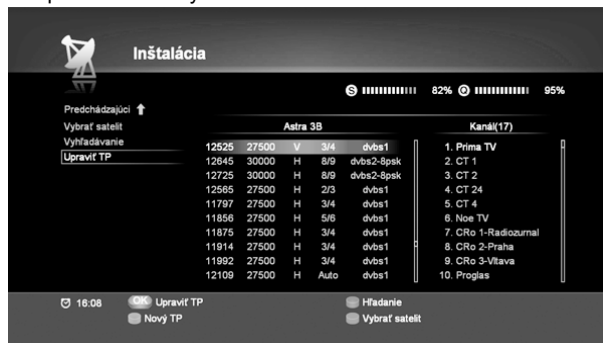 Inštalácia
S 82% Q 95%
Predchádzajúci
Vybrať satelit
Vyhľadávanie
Upraviť TP
Astra 3B
12525 27500 V 3/4 dvbs1
12645 30000 H 8/9 dvbs2-8psk
12725 30000 H 8/9 dvbs2-8psk
12565 27500 H 2/3 dvbs1
11797 27500 H 3/4 dvbs1
11856 27500 H 5/6 dvbs1
11875 27500 H 3/4 dvbs1
11914 27500 H 3/4 dvbs1
11992 27500 H 3/4 dvbs1
12109 27500 H Auto dvbs1
Kanál(17)
1. Prima TV
2. CT 1
3. CT 2
4. CT 24
5. CT 4
6. Noe TV
7. CRo 1-Radiozurnal
8. CRo 2-Praha
9. CRo 3-Vltava
10. Proglas
16:08
OK Upraviť TP
Hľadanie
Nový TP
Vybrať satelit